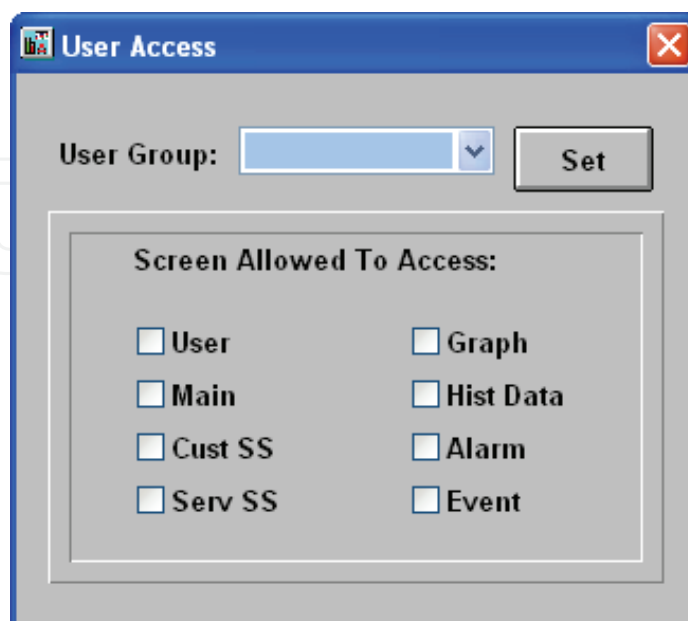 User Access
User Group:
Set
Screen Allowed To Access:
User
Graph
Main
Hist Data
Cust SS
Alarm
Serv SS
Event